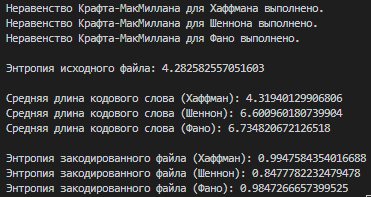 Неравенство Крафта-МакМиллана для Хаффмана выполнено.
Неравенство Крафта-МакМиллана для Шеннона выполнено.
Неравенство Крафта-МакМиллана для Фано выполнено.
Энтропия исходного файла: 4.282582557051603
Средняя длина кодового слова (Хаффман): 4.31940129906806
Средняя длина кодового слова (Шеннон): 6.600960180739904
Средняя длина кодового слова (Фано): 6.734820672126518
Энтропия закодированного файла (Хаффман): 0.9947584354016688
Энтропия закодированного файла (Шеннон): 0.8477782232479478
Энтропия закодированного файла (Фано): 0.9847266657399525